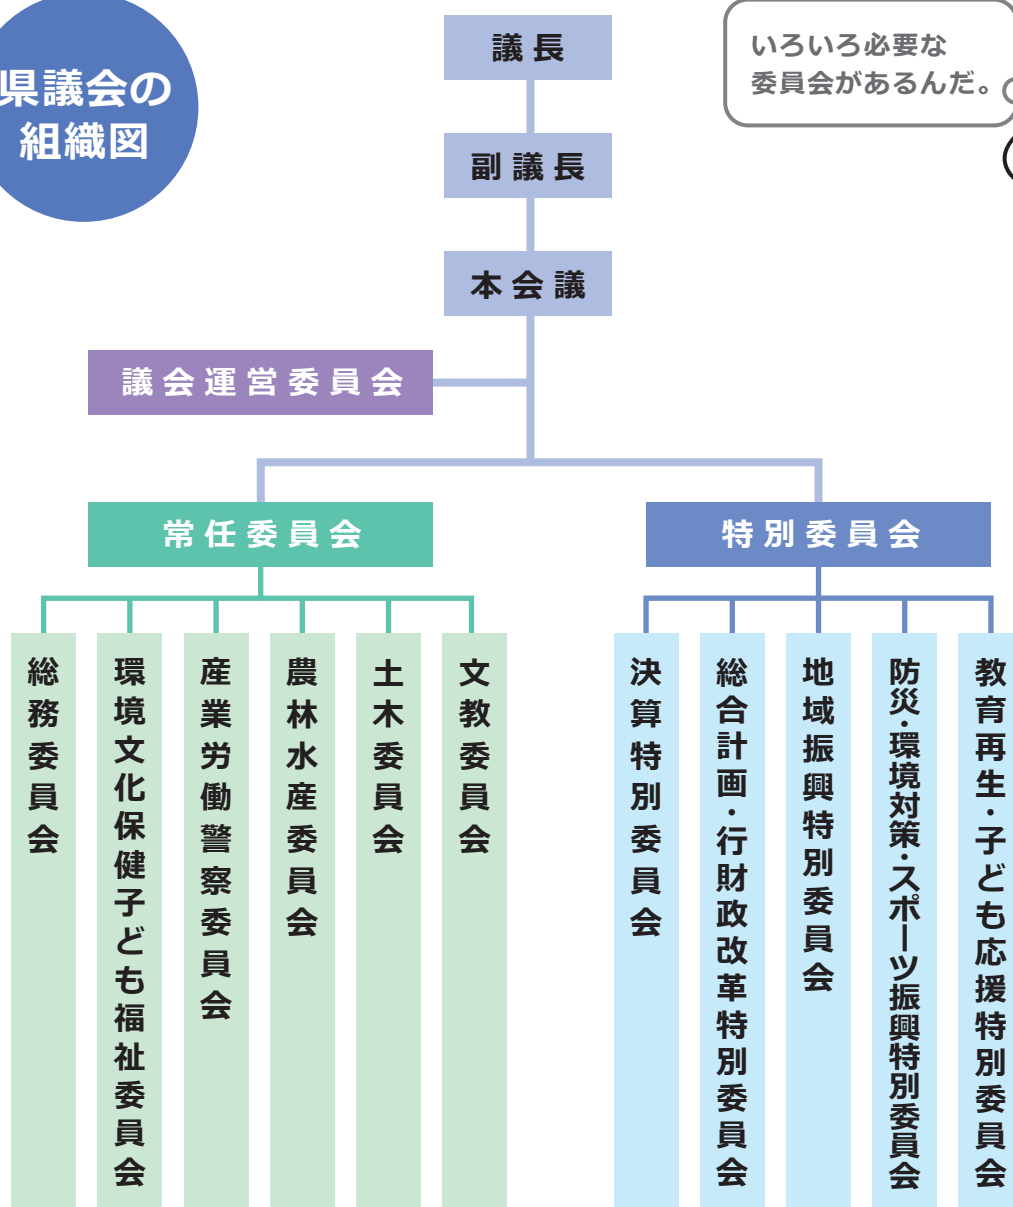 県議会の
組織図
議長
いろいろ必要な
委員会があるんだ。
副議長
本会議
議会運営委員会
常任委員会
特別委員会
総務委員会
環境文化保健子ども福祉委員会
産業労働警察委員会
農林水産委員会
土木委員会
文教委員会
決算特別委員会
総合計画・行財政改革特別委員会
地域振興特別委員会
防災・環境対策・スポーツ振興特別委員会
教育再生・子ども応援特別委員会